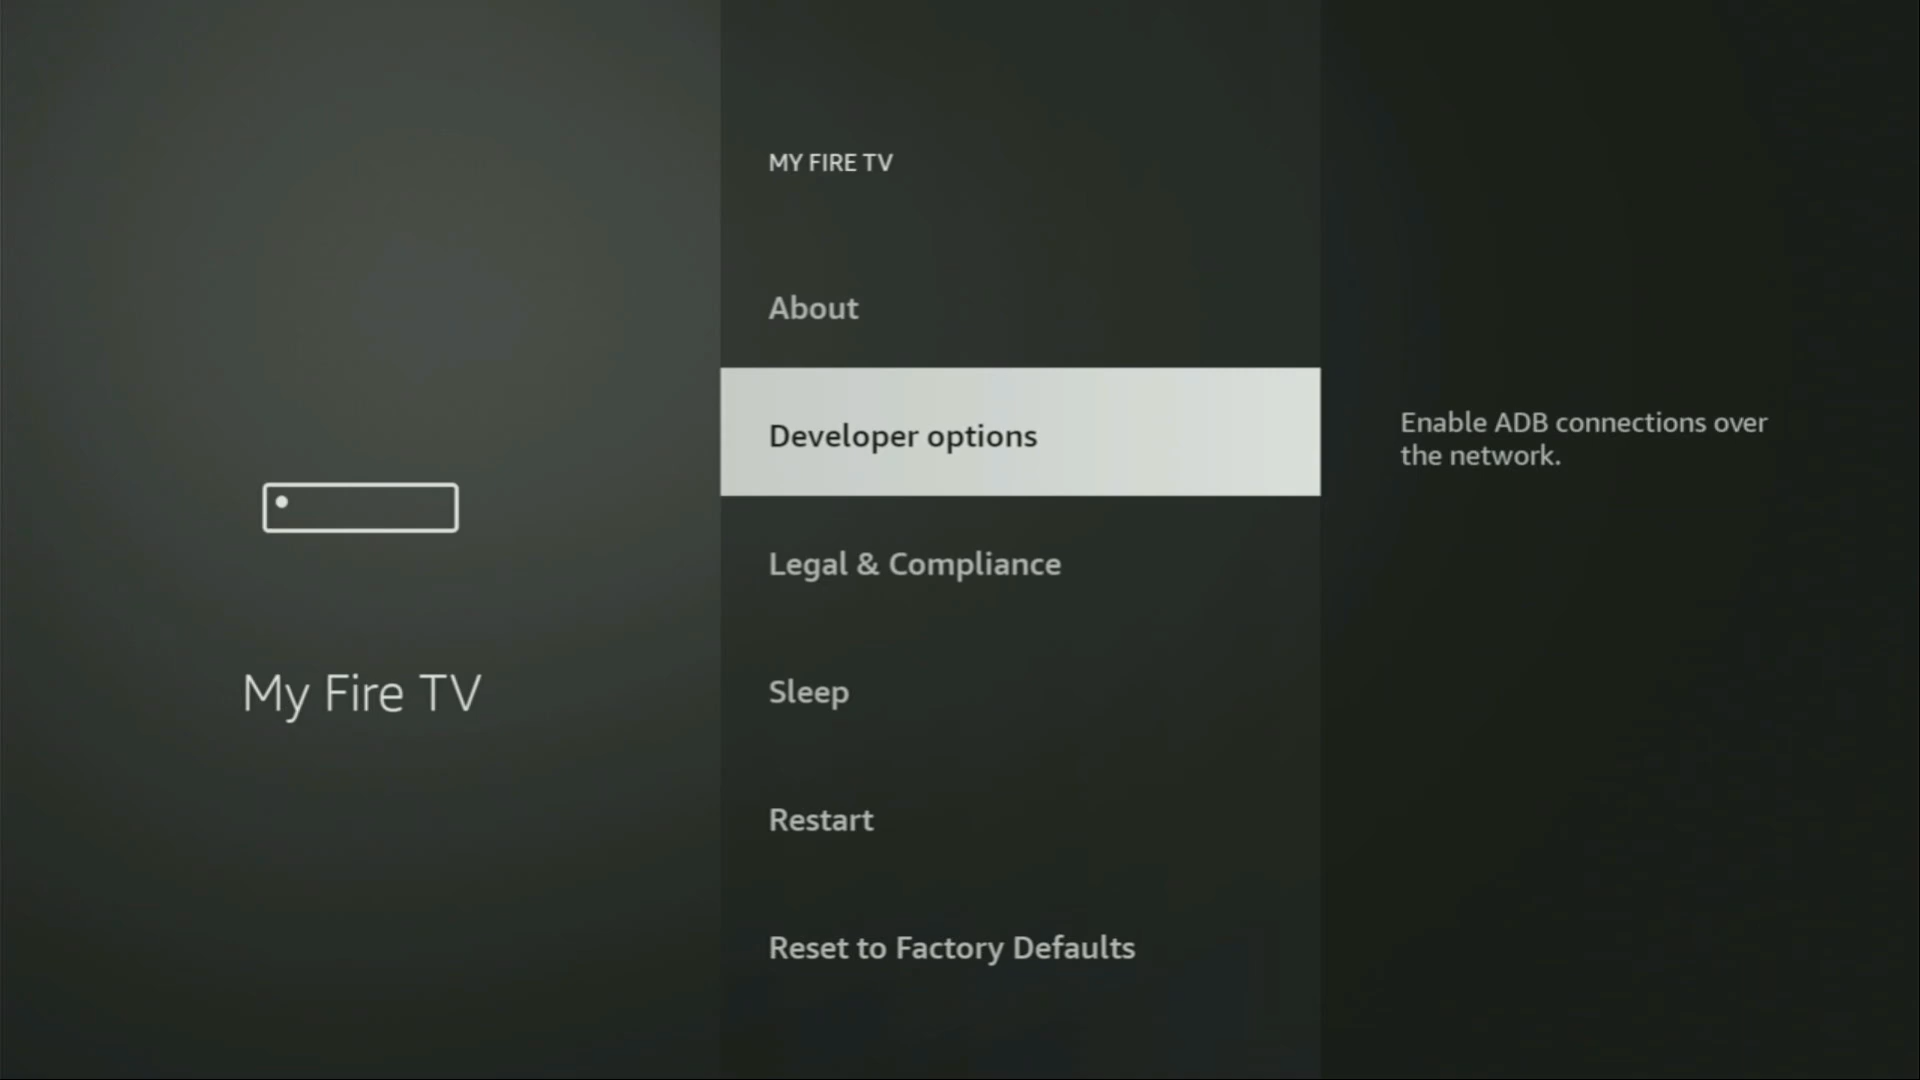 MY FIRE TV
About
Developer options
Enable ADB connections over
the network.
Legal & Compliance
My Fire TV
Sleep
Restart
Reset to Factory Defaults